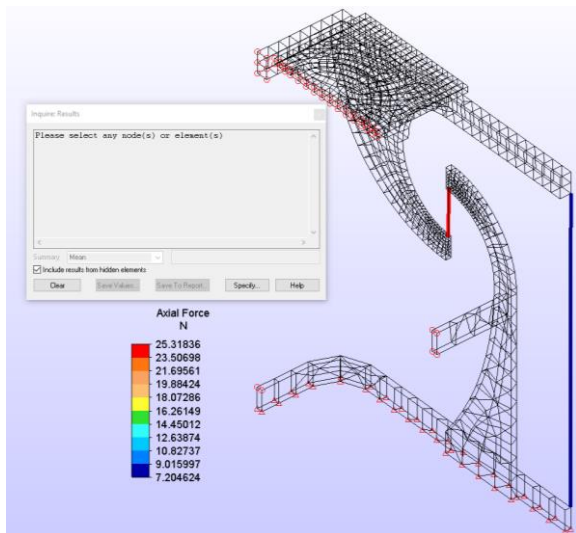 Inquire: Results
Please select any node(s) or element(s)
Summary Mean
Include results from hidden elements
Clear Save Values... Save To Report... Specify... Help
Axial Force
N
25.31836
23.50698
21.69561
19.88424
18.07286
16.26149
14.45012
12.63874
10.82737
9.015997
7.204624